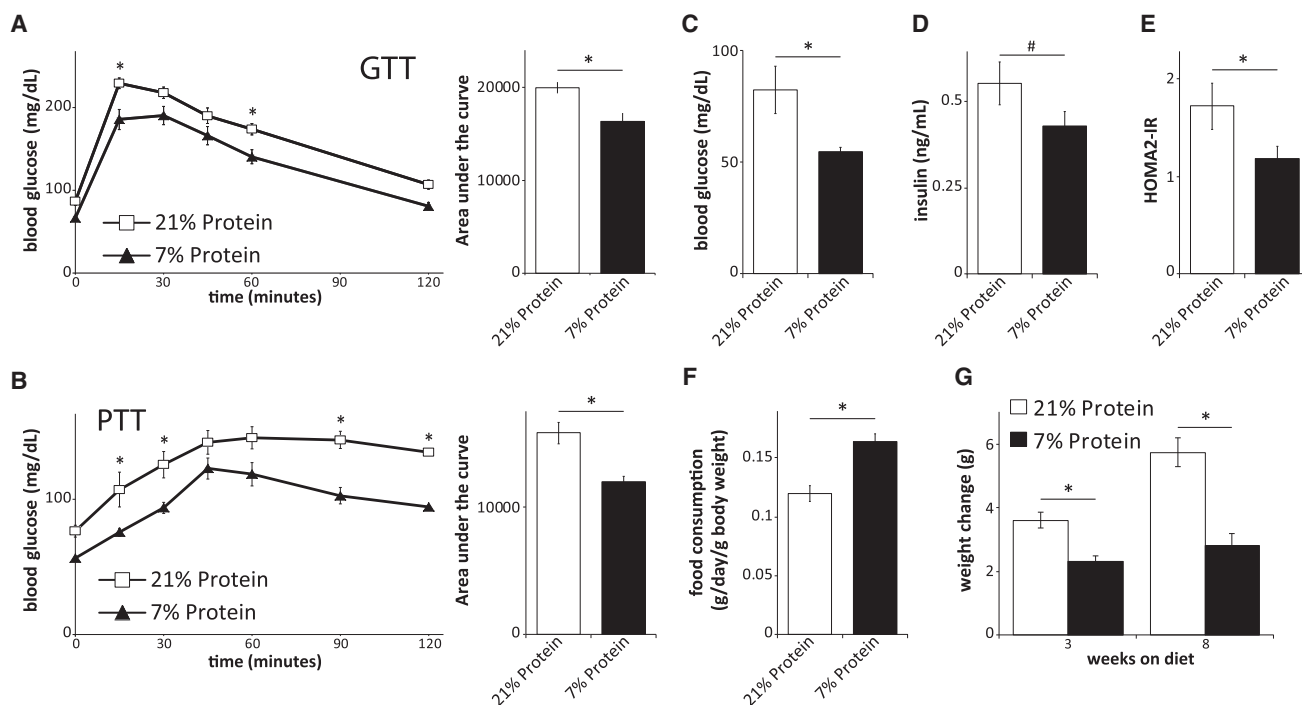 A
blood glucose (mg/dL)
200
100
0
*
*
GTT
21% Protein
7% Protein
0
30
60
90
120
time (minutes)
Area under the curve
20000
10000
0
*
21% Protein
7% Protein
C
blood glucose (mg/dL)
100
50
0
*
21% Protein
7% Protein
D
insulin (ng/mL)
0.5
0.25
0
#
21% Protein
7% Protein
E
HOMA2-IR
2
1
0
*
21% Protein
7% Protein
B
blood glucose (mg/dL)
100
0
PTT
*
*
*
*
21% Protein
7% Protein
0
30
60
90
120
time (minutes)
Area under the curve
10000
0
*
21% Protein
7% Protein
F
food consumption
(g/day/g body weight)
0.15
0.1
0.05
0
*
21% Protein
7% Protein
G
21% Protein
7% Protein
weight change (g)
6
4
2
0
*
*
3
8
weeks on diet